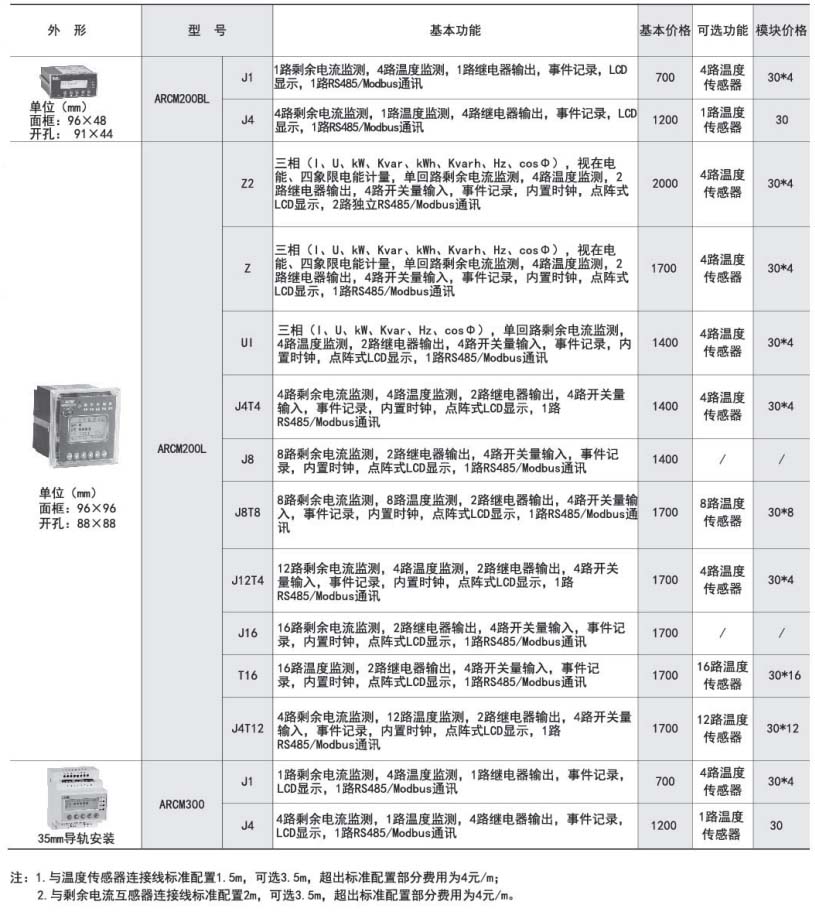 外 形 型 号 基本功能 基本价格 可选功能 模块价格
单位（mm）
面框：96×48
开孔： 91×44
ARCM200BL
J1
1路剩余电流监测，4路温度监测，1路继电器输出，事件记录，LCD
显示，1路RS485/Modbus通讯
700
4路温度
传感器
30*4
J4
4路剩余电流监测，1路温度监测，4路继电器输出，事件记录，LCD
显示，1路RS485/Modbus通讯
1200
1路温度
传感器
30
单位（mm）
面框：96×96
开孔：88×88
ARCM200L
Z2
三相（I、U、kW、Kvar、kWh、Kvarh、Hz、cosΦ），视在电
能、四象限电能计量，单回路剩余电流监测，4路温度监测，2
路继电器输出，4路开关量输入，事件记录，内置时钟，点阵式
LCD显示，2路独立RS485/Modbus通讯
2000
4路温度
传感器
30*4
Z
三相（I、U、kW、Kvar、kWh、Kvarh、Hz、cosΦ），视在电
能、四象限电能计量，单回路剩余电流监测，4路温度监测，2
路继电器输出，4路开关量输入，事件记录，内置时钟，点阵式
LCD显示，1路RS485/Modbus通讯
1700
4路温度
传感器
30*4
UI
三相（I、U、kW、Kvar、Hz、cosΦ），单回路剩余电流监测，
4路温度监测，2路继电器输出，4路开关量输入，事件记录，内
置时钟，点阵式LCD显示，1路RS485/Modbus通讯
1400
4路温度
传感器
30*4
J4T4
4路剩余电流监测，4路温度监测，2路继电器输出，4路开关量
输入，事件记录，内置时钟，点阵式LCD显示，1路
RS485/Modbus通讯
1400
4路温度
传感器
30*4
J8
8路剩余电流监测，2路继电器输出，4路开关量输入，事件记
录，内置时钟，点阵式LCD显示，1路RS485/Modbus通讯
1400
/
/
J8T8
8路剩余电流监测，8路温度监测，2路继电器输出，4路开关量输
入，事件记录，内置时钟，点阵式LCD显示，1路RS485/Modbus通
讯
1700
8路温度
传感器
30*8
J12T4
12路剩余电流监测，4路温度监测，2路继电器输出，4路开关
量输入，事件记录，内置时钟，点阵式LCD显示，1路
RS485/Modbus通讯
1700
4路温度
传感器
30*4
J16
16路剩余电流监测，2路继电器输出，4路开关量输入，事件记
录，内置时钟，点阵式LCD显示，1路RS485/Modbus通讯
1700
/
/
T16
16路温度监测，2路继电器输出，4路开关量输入，事件记
录，内置时钟，点阵式LCD显示，1路RS485/Modbus通讯
1700
16路温度
传感器
30*16
J4T12
4路剩余电流监测，12路温度监测，2路继电器输出，4路开关量
输入，事件记录，内置时钟，点阵式LCD显示，1路
RS485/Modbus通讯
1700
12路温度
传感器
30*12
35mm导轨安装
ARCM300
J1
1路剩余电流监测，4路温度监测，1路继电器输出，事件记录，
LCD显示，1路RS485/Modbus通讯
700
4路温度
传感器
30*4
J4
4路剩余电流监测，1路温度监测，4路继电器输出，事件记录，
LCD显示，1路RS485/Modbus通讯
1200
1路温度
传感器
30
注：1.与温度传感器连接线标准配置1.5m，可选3.5m，超出标准配置部分费用为4元/m；
2.与剩余电流互感器连接线标准配置2m，可选3.5m，超出标准配置部分费用为4元/m。